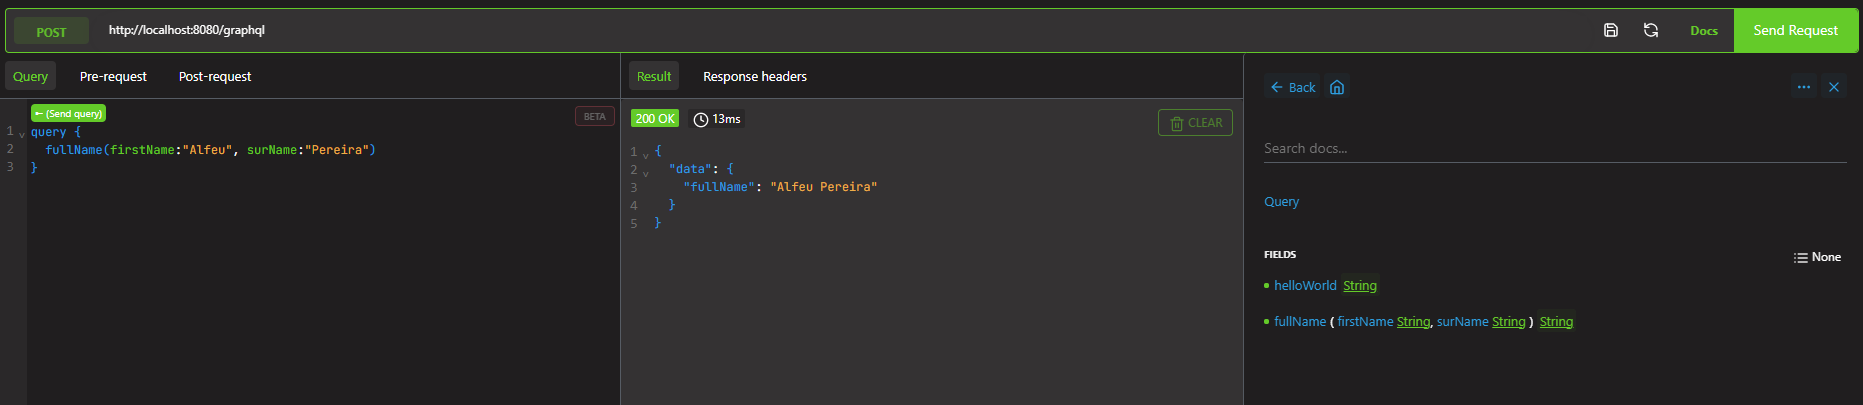 POST http://localhost:8080/graphql Docs Send Request
Query Pre-request Post-request
(Send query)
BETA
1 query {
2 fullName(firstName:"Alfeu", surName:"Pereira")
3 }
Result Response headers
200 OK 13ms CLEAR
1 {
2 "data": {
3 "fullName": "Alfeu Pereira"
4 }
5 }
Back
Search docs...
Query
FIELDS None
helloWorld String
fullName ( firstName String, surName String ) String